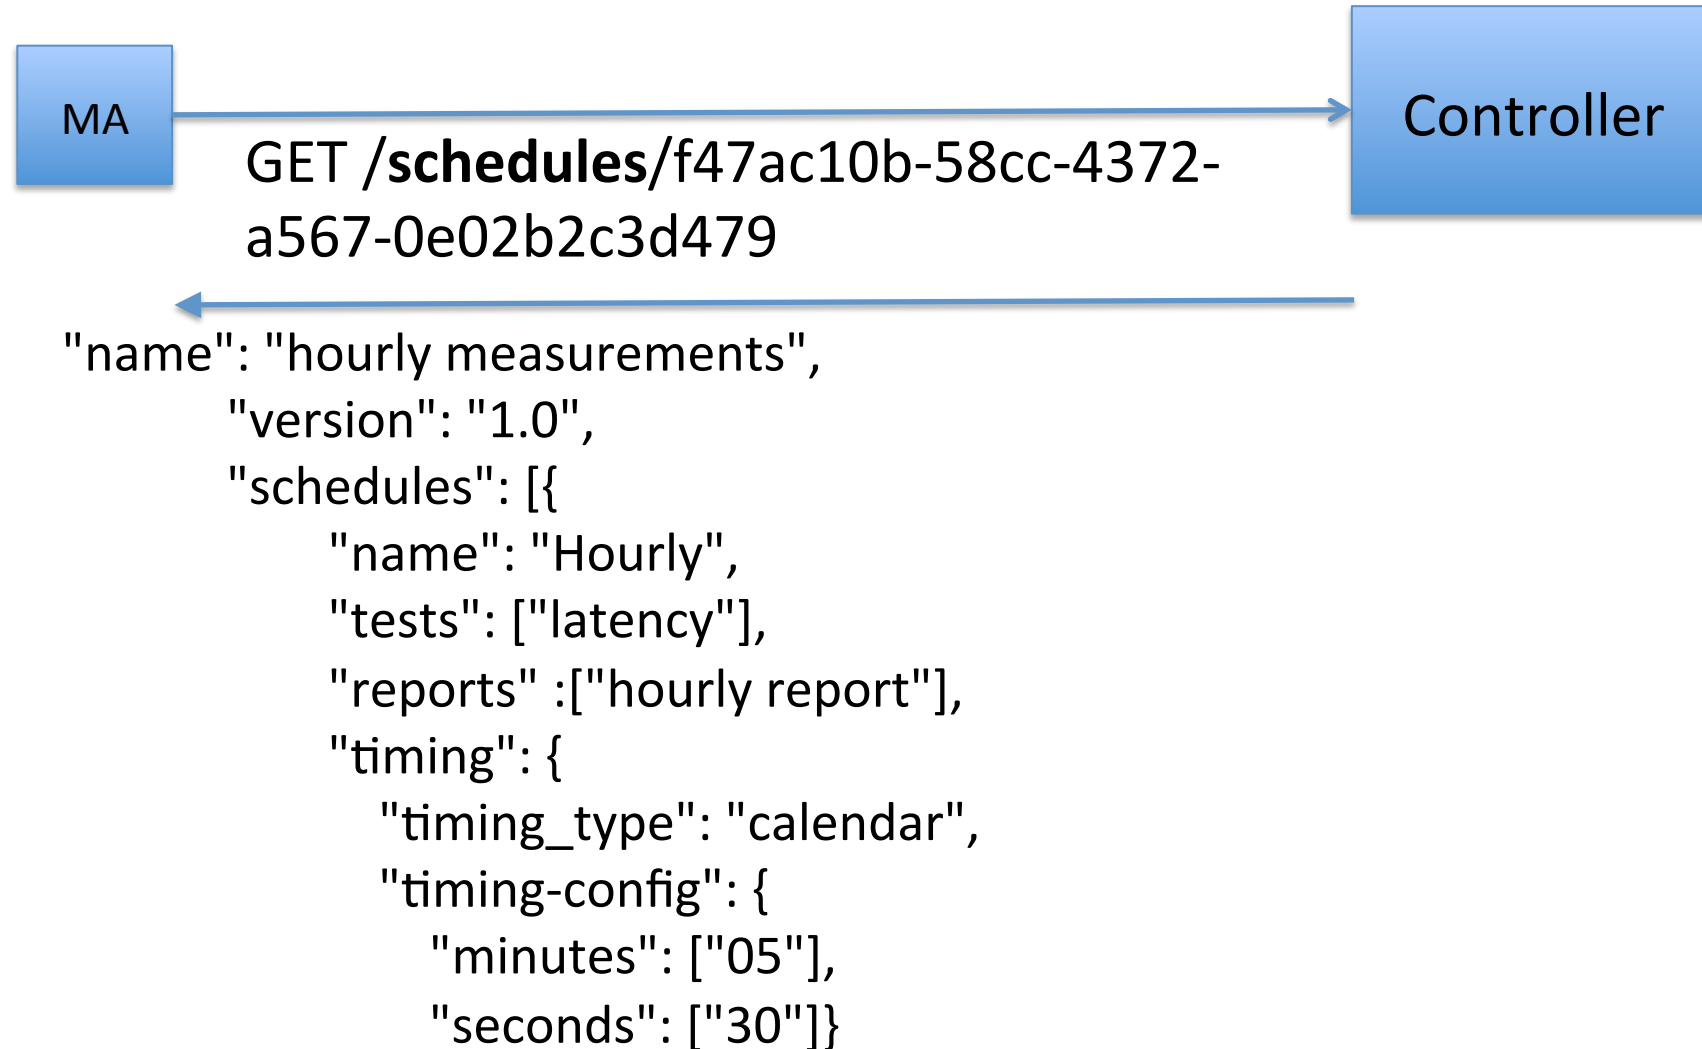 MA
Controller
GET /schedules/f47ac10b-58cc-4372-
a567-0e02b2c3d479
"name": "hourly measurements",
"version": "1.0",
"schedules": [{
"name": "Hourly",
"tests": ["latency"],
"reports" :["hourly report"],
"timing": {
"timing_type": "calendar",
"timing-config": {
"minutes": ["05"],
"seconds": ["30"]}